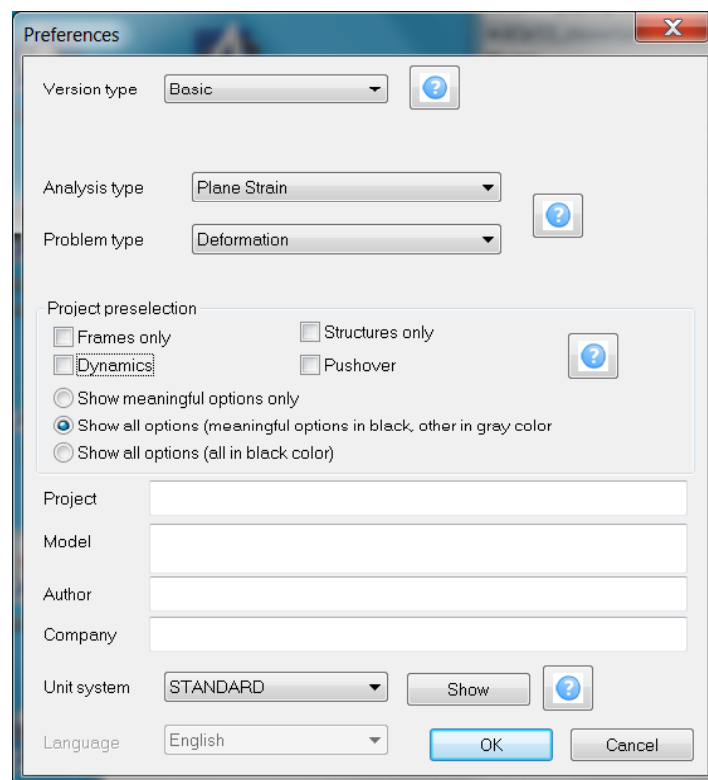 Preferences
Version type Basic
Analysis type Plane Strain
Problem type Deformation
Project preselection
Frames only Structures only
Dynamics Pushover
Show meaningful options only
Show all options (meaningful options in black, other in gray color
Show all options (all in black color)
Project
Model
Author
Company
Unit system STANDARD Show
Language English OK Cancel